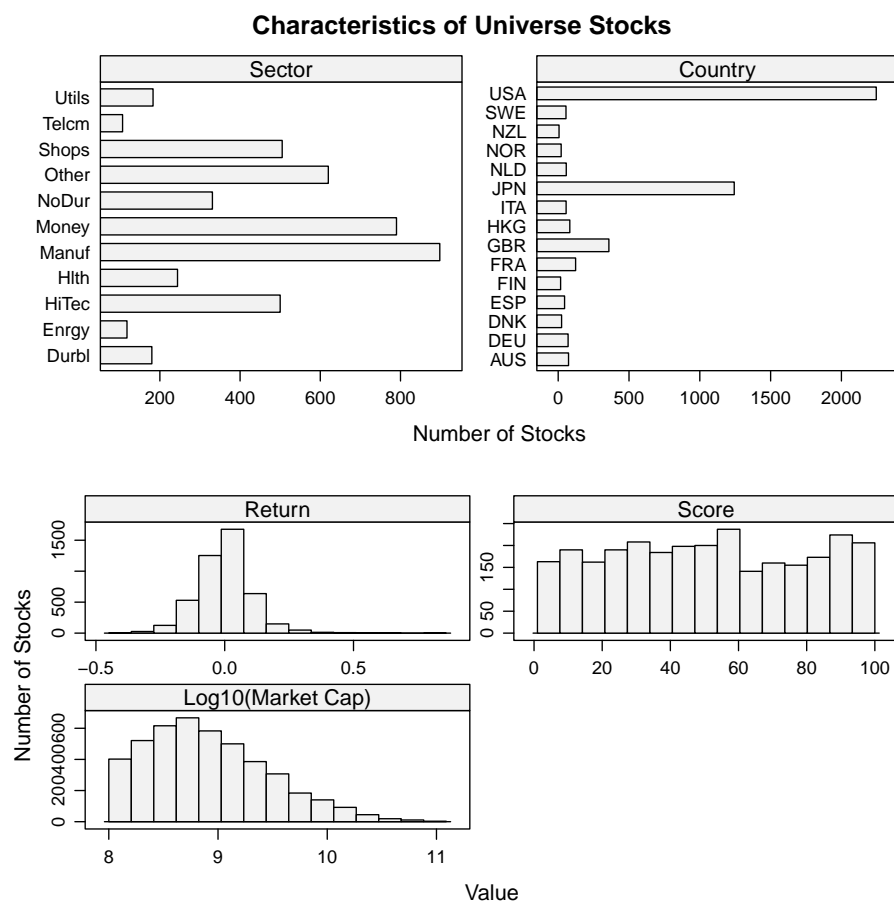 Characteristics of Universe Stocks
Sector
Utils
Telcm
Shops
Other
NoDur
Money
Manuf
Hlth
HiTec
Enrgy
Durbl
200 400 600 800
Country
USA
SWE
NZL
NOR
NLD
JPN
ITA
HKG
GBR
FRA
FIN
ESP
DNK
DEU
AUS
0 500 1000 1500 2000
Number of Stocks
Number of Stocks
Return
0 500 1500
−0.5 0.0 0.5
Score
0 50 150
0 20 40 60 80 100
Log10(Market Cap)
0 200 400 600
8 9 10 11
Value